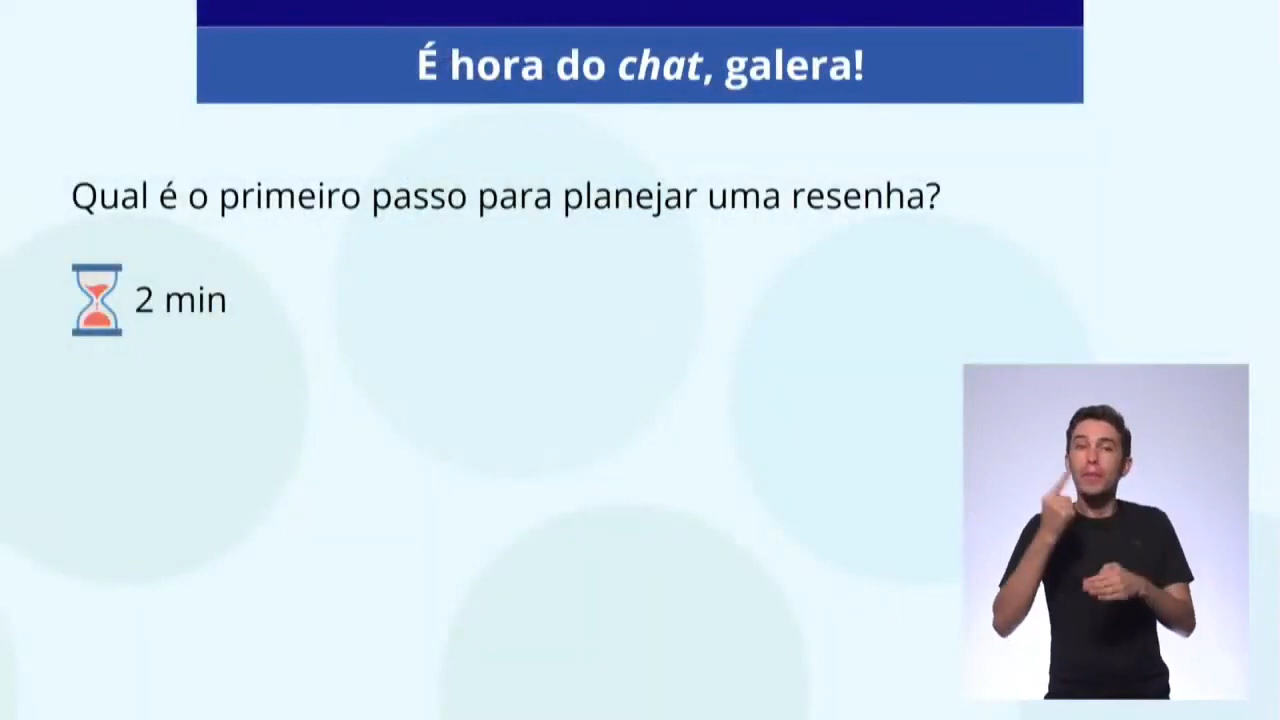 É hora do chat, galera!
Qual é o primeiro passo para planejar uma resenha?
2 min